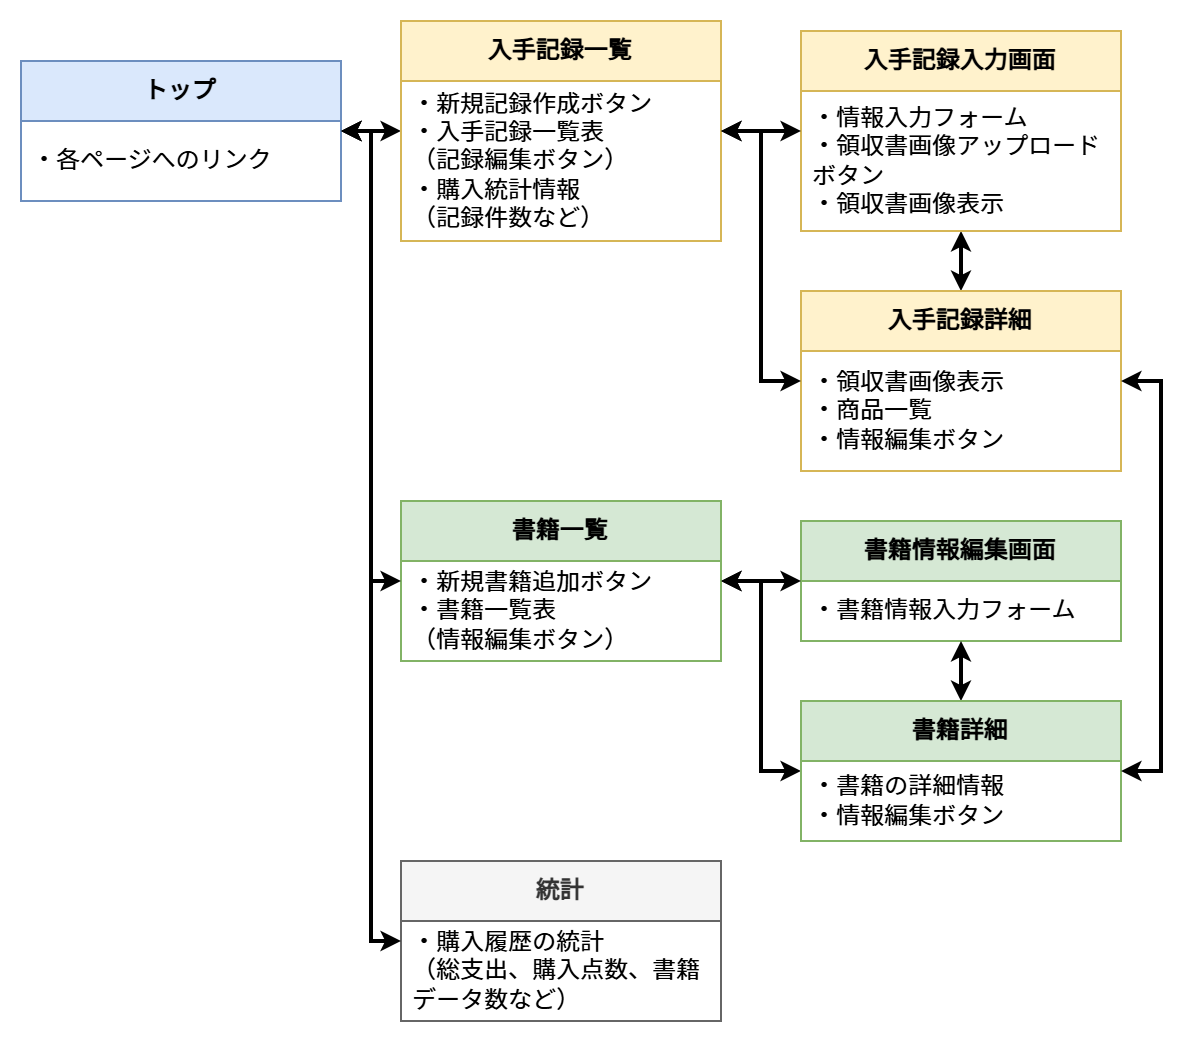 トップ
・各ページへのリンク
入手記録一覧
・新規記録作成ボタン
・入手記録一覧表
（記録編集ボタン）
・購入統計情報
（記録件数など）
入手記録入力画面
・情報入力フォーム
・領収書画像アップロード
ボタン
・領収書画像表示
入手記録詳細
・領収書画像表示
・商品一覧
・情報編集ボタン
書籍一覧
・新規書籍追加ボタン
・書籍一覧表
（情報編集ボタン）
書籍情報編集画面
・書籍情報入力フォーム
書籍詳細
・書籍の詳細情報
・情報編集ボタン
統計
・購入履歴の統計
（総支出、購入点数、書籍
データ数など）